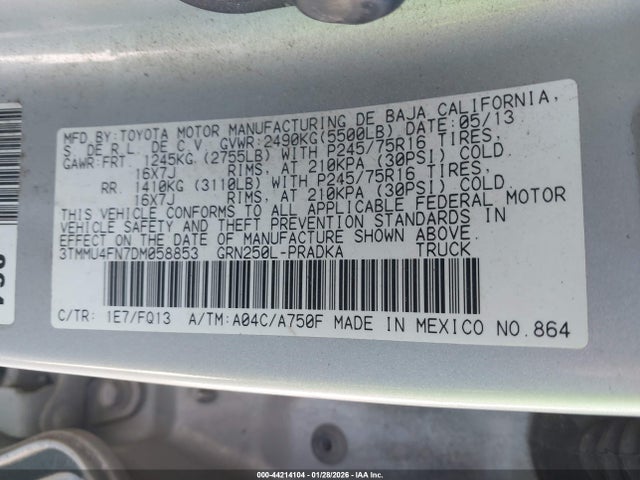 MFD BY: TOYOTA MOTOR MANUFACTURING DE BAJA CALIFORNIA,
S. DE R.L. DE C.V. GVWR: 2490KG(5500LB) DATE: 05/13
GAWR FRT. 1245KG (2755LB) WITH P245/75R16 TIRES,
16X7J RIMS, AT 210KPA (30PSI) COLD.
RR. 1410KG (3110LB) WITH P245/75R16 TIRES,
16X7J RIMS, AT 210KPA (30PSI) COLD.
THIS VEHICLE CONFORMS TO ALL APPLICABLE FEDERAL MOTOR
VEHICLE SAFETY AND THEFT PREVENTION STANDARDS IN
EFFECT ON THE DATE OF MANUFACTURE SHOWN ABOVE.
3TMMU4FN7DM058853 GRN250L-PRADKA TRUCK
C/TR: 1E7/FQ13 A/TM: A04C/A750F MADE IN MEXICO NO.864
000-44214104 | 01/28/2026 - IAA Inc.